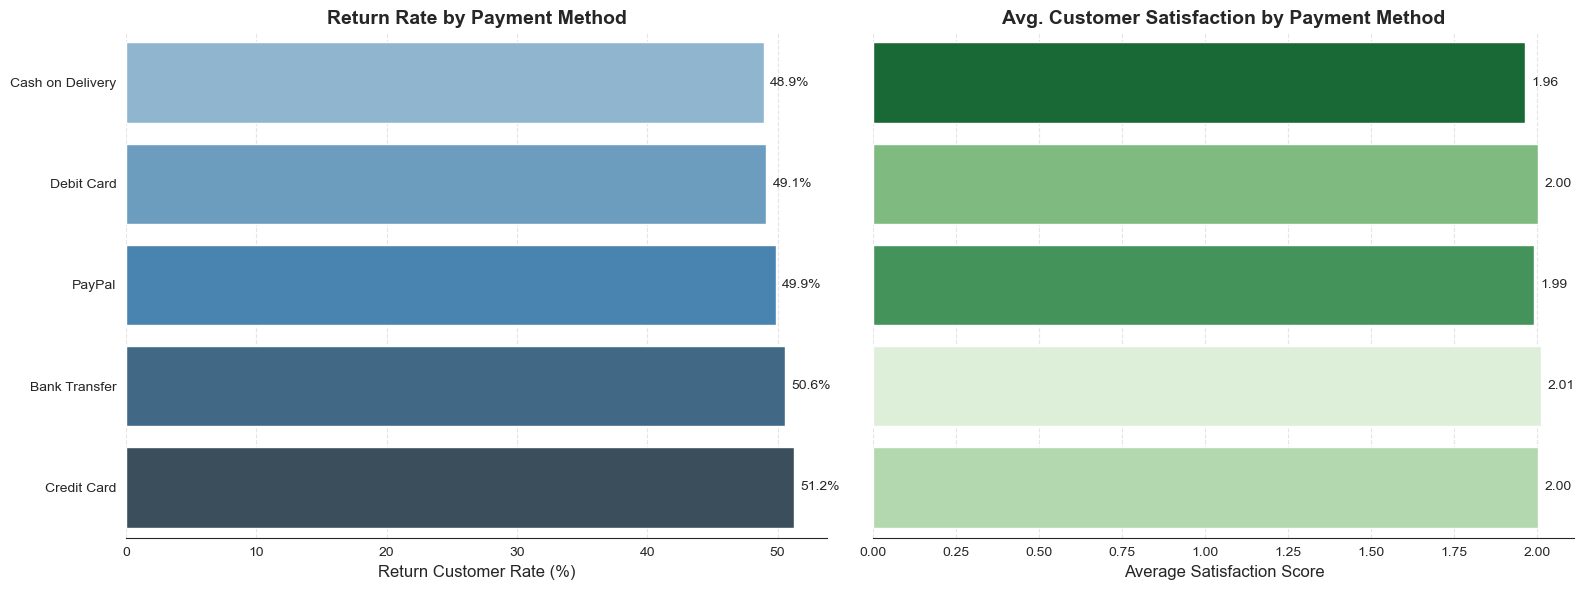 Return Rate by Payment Method
Cash on Delivery
48.9%
Debit Card
49.1%
PayPal
49.9%
Bank Transfer
50.6%
Credit Card
51.2%
0 10 20 30 40 50
Return Customer Rate (%)
Avg. Customer Satisfaction by Payment Method
1.96
2.00
1.99
2.01
2.00
0.00 0.25 0.50 0.75 1.00 1.25 1.50 1.75 2.00
Average Satisfaction Score